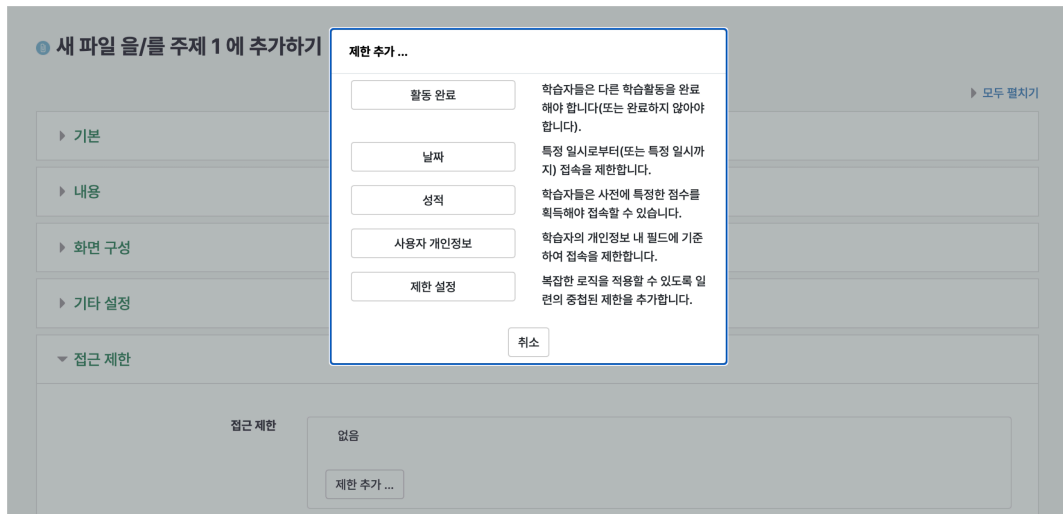 새 파일 을/를 주제 1 에 추가하기
모두 펼치기
기본
내용
화면 구성
기타 설정
접근 제한
접근 제한
없음
제한 추가 ...
제한 추가 ...
활동 완료
학습자들은 다른 학습활동을 완료
해야 합니다(또는 완료하지 않아야
합니다).
날짜
특정 일시로부터(또는 특정 일시까
지) 접속을 제한합니다.
성적
학습자들은 사전에 특정한 점수를
획득해야 접속할 수 있습니다.
사용자 개인정보
학습자의 개인정보 내 필드에 기준
하여 접속을 제한합니다.
제한 설정
복잡한 로직을 적용할 수 있도록 일
련의 중첩된 제한을 추가합니다.
취소